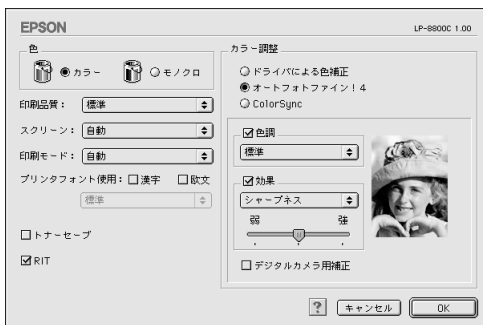 EPSON
LP-8800C 1.00
色
カラー
モノクロ
印刷品質：
標準
スクリーン：
自動
印刷モード：
自動
プリンタフォント使用：
漢字
欧文
標準
トナーセーブ
RIT
カラー調整
ドライバによる色補正
オートフォトファイン！4
ColorSync
色調
標準
効果
シャープネス
弱
強
デジタルカメラ用補正
?
キャンセル
OK